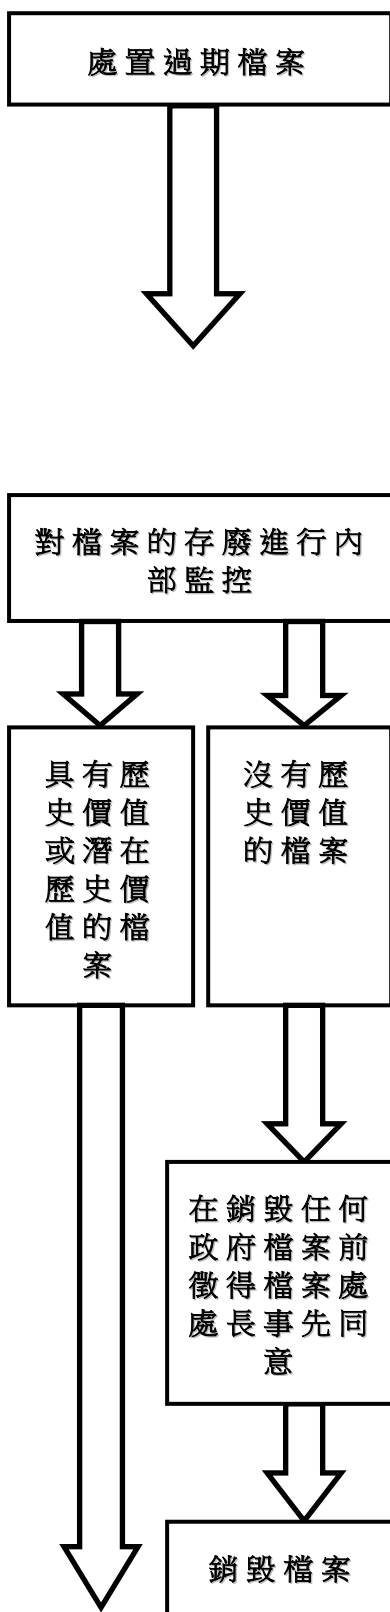 處置過期檔案
對檔案的存廢進行內
部監控
具有歷
史價值
或潛在
歷史價
值的檔
案
沒有歷
史價值
的檔案
在銷毀任何
政府檔案前
徵得檔案處
處長事先同
意
銷毀檔案